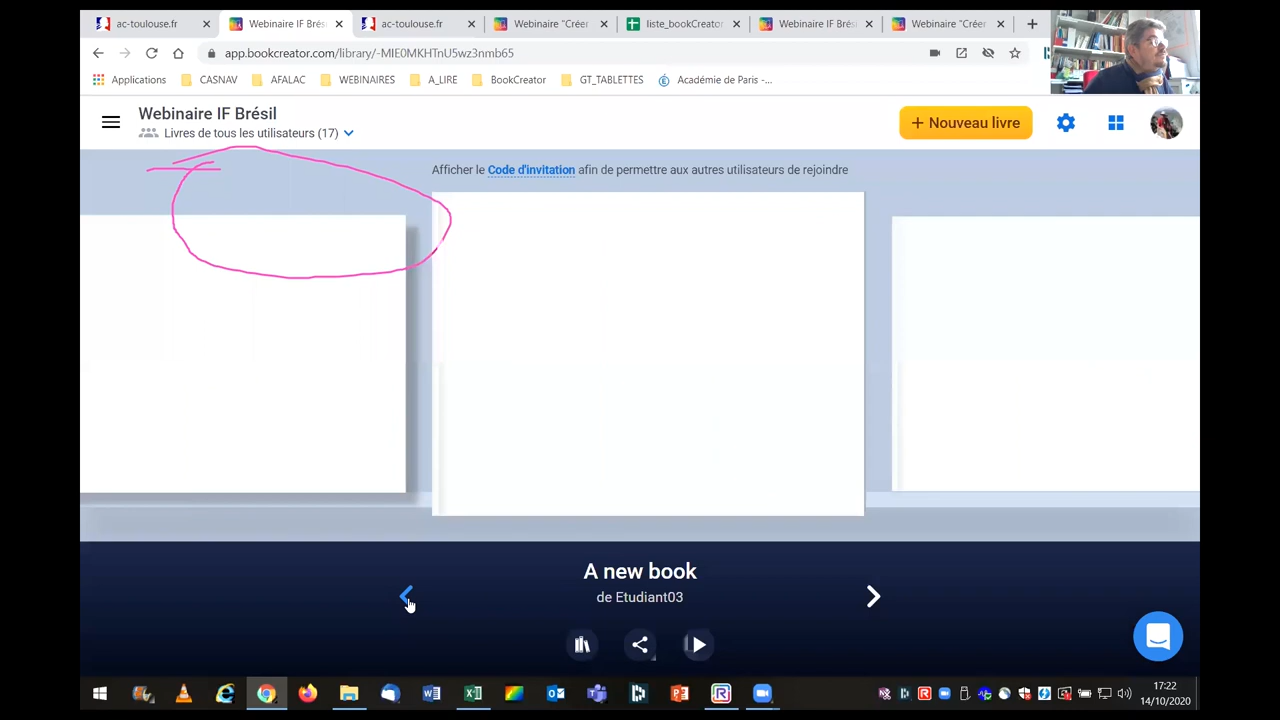 ac-toulouse.fr
Webinaire IF Brési
ac-toulouse.fr
Webinaire "Créer
liste_bookCreator
Webinaire IF Brési
Webinaire "Créer
app.bookcreator.com/library/-MIE0MKHTnU5wz3nmb65
Applications
CASNAV
AFALAC
WEBINAIRES
A_LIRE
BookCreator
GT_TABLETTES
Académie de Paris -...
Webinaire IF Brésil
Livres de tous les utilisateurs (17)
+ Nouveau livre
Afficher le Code d'invitation afin de permettre aux autres utilisateurs de rejoindre
A new book
de Etudiant03
17:22
14/10/2020